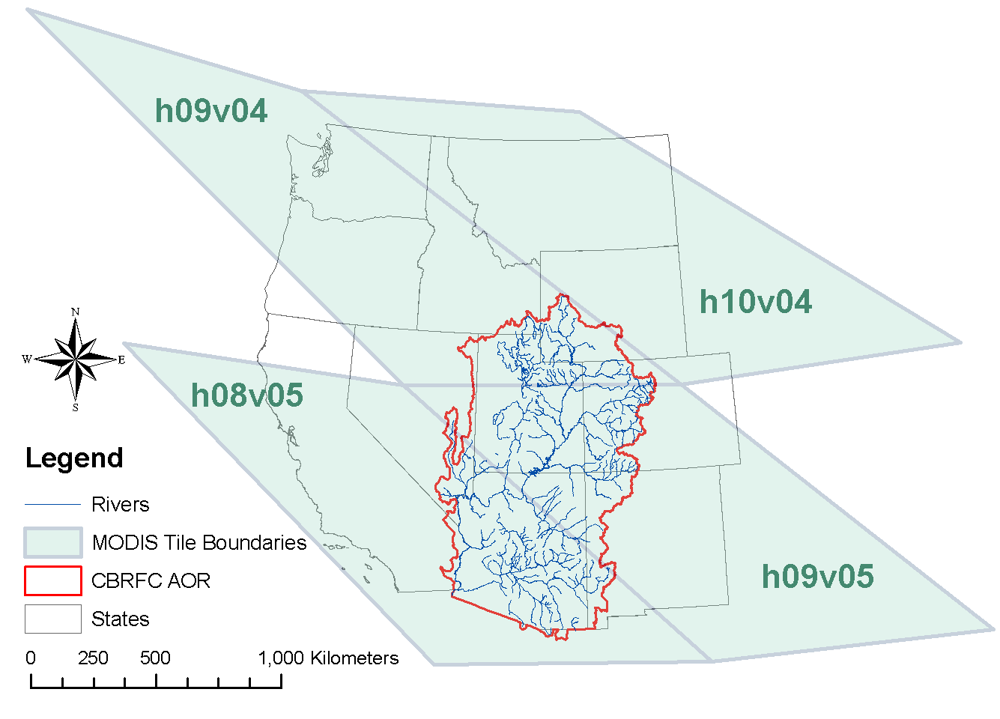 h09v04
h10v04
N
W
E
S
h08v05
Legend
Rivers
MODIS Tile Boundaries
CBRFC AOR
States
h09v05
0 250 500 1,000 Kilometers